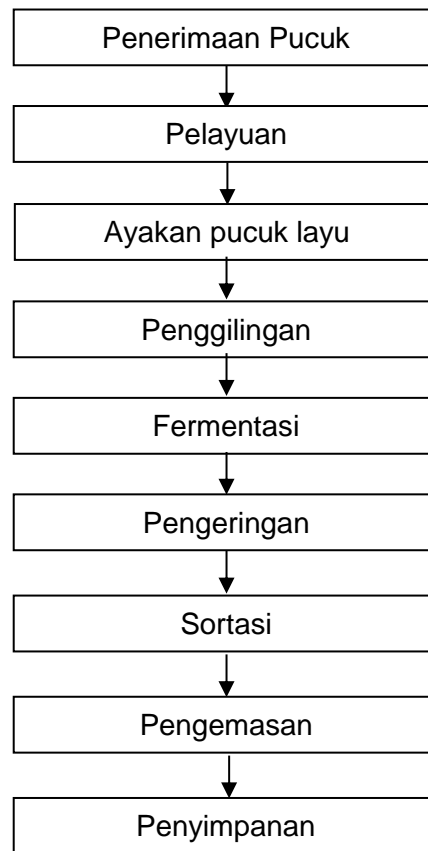 Penerimaan Pucuk
Pelayuan
Ayakan pucuk layu
Penggilingan
Fermentasi
Pengeringan
Sortasi
Pengemasan
Penyimpanan